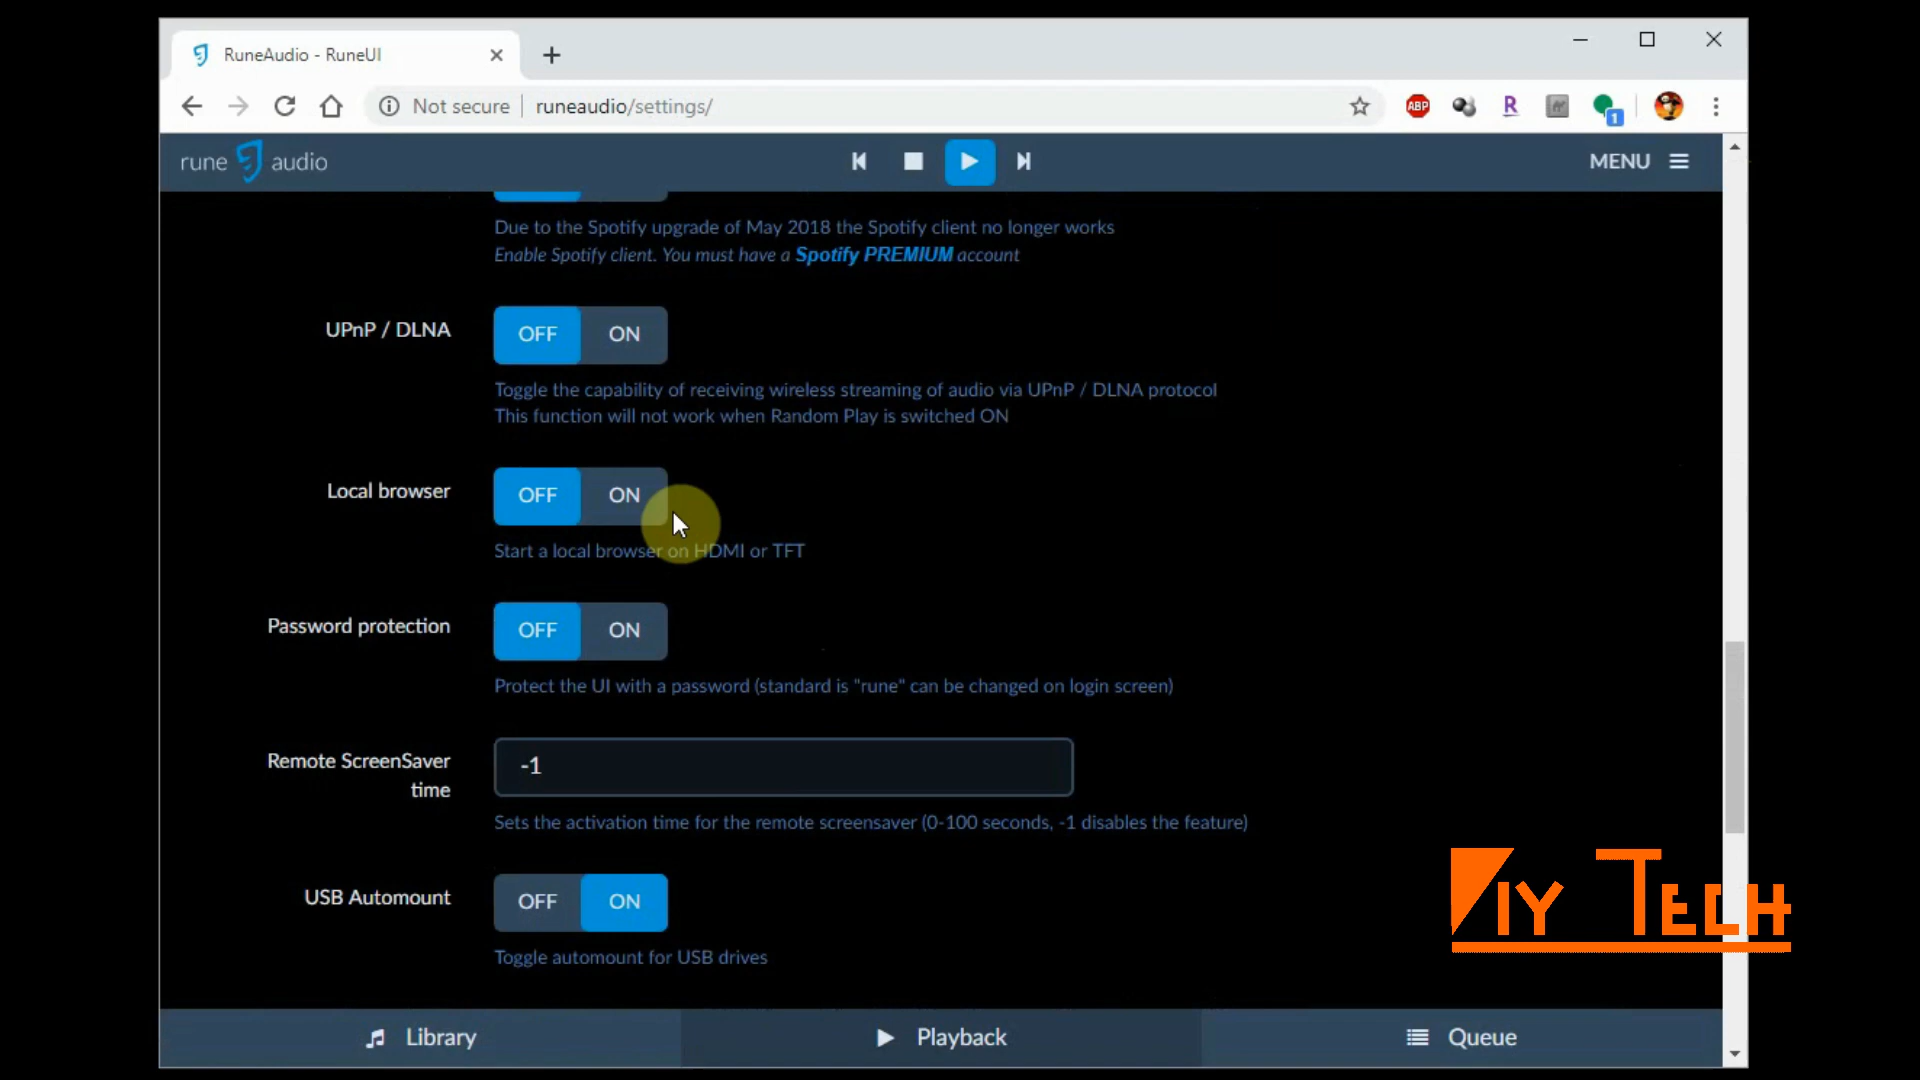 RuneAudio - RuneUI
Not secure runeaudio/settings/
ABP
R
1
rune audio
MENU
Due to the Spotify upgrade of May 2018 the Spotify client no longer works
Enable Spotify client. You must have a Spotify PREMIUM account
UPnP / DLNA
OFF ON
Toggle the capability of receiving wireless streaming of audio via UPnP / DLNA protocol
This function will not work when Random Play is switched ON
Local browser
OFF ON
Start a local browser on HDMI or TFT
Password protection
OFF ON
Protect the UI with a password (standard is "rune" can be changed on login screen)
Remote ScreenSaver
time
-1
Sets the activation time for the remote screensaver (0-100 seconds, -1 disables the feature)
USB Automount
OFF ON
Toggle automount for USB drives
DIY TECH
Library
Playback
Queue